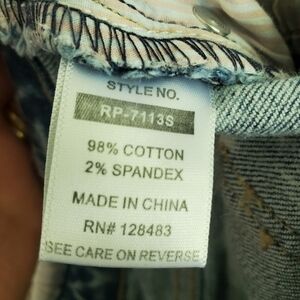 STYLE NO.
RP-7113S
98% COTTON
2% SPANDEX
MADE IN CHINA
RN# 128483
SEE CARE ON REVERSE